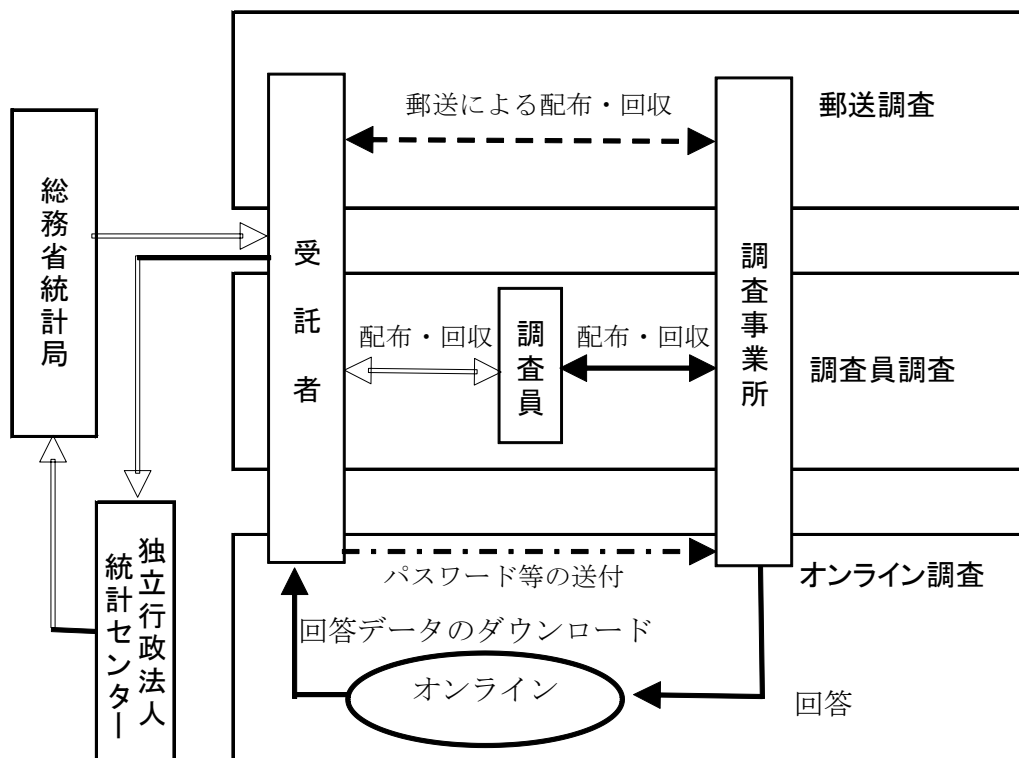 郵送による配布・回収
郵送調査
総務省統計局
受託者
調査事業所
配布・回収
調査員
配布・回収
調査員調査
独立行政法人
統計センター
パスワード等の送付
オンライン調査
回答データのダウンロード
オンライン
回答